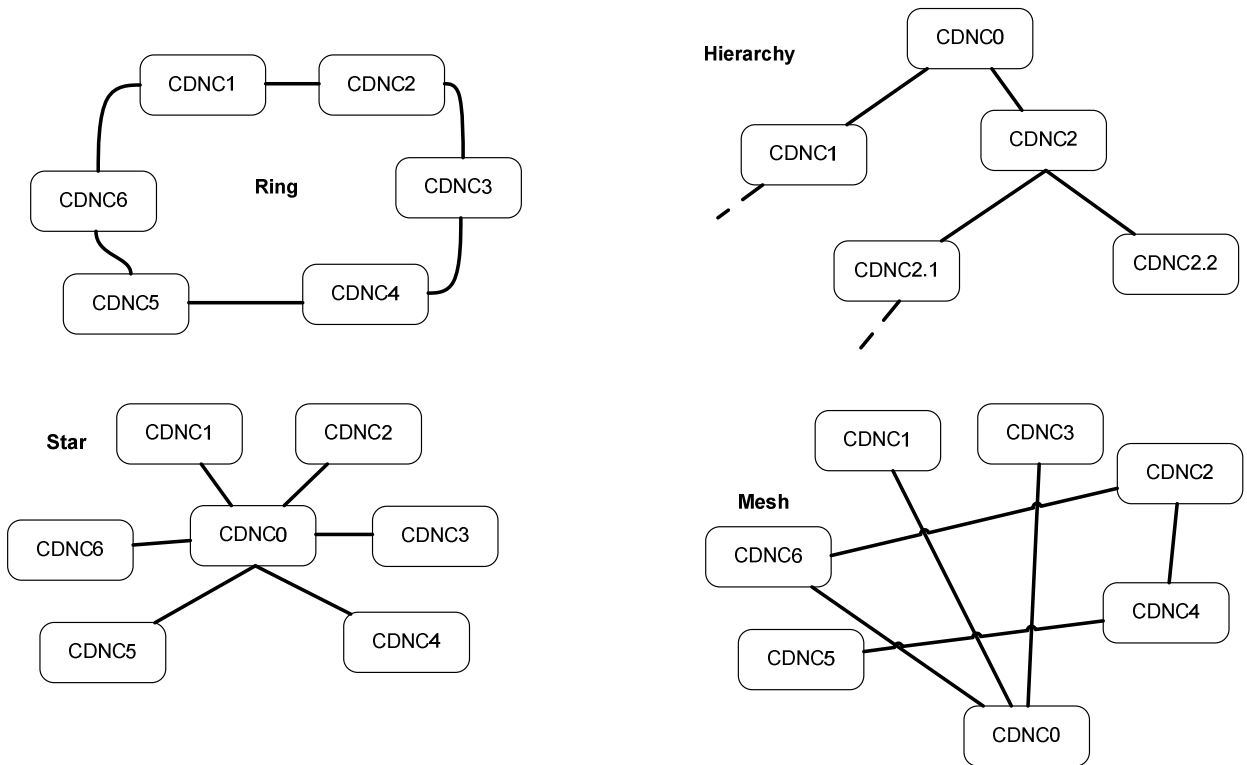 CDNC1
CDNC2
CDNC6
Ring
CDNC3
CDNC5
CDNC4
Hierarchy
CDNC0
CDNC1
CDNC2
CDNC2.1
CDNC2.2
Star
CDNC1
CDNC2
CDNC6
CDNC0
CDNC3
CDNC5
CDNC4
Mesh
CDNC1
CDNC3
CDNC2
CDNC6
CDNC4
CDNC5
CDNC0